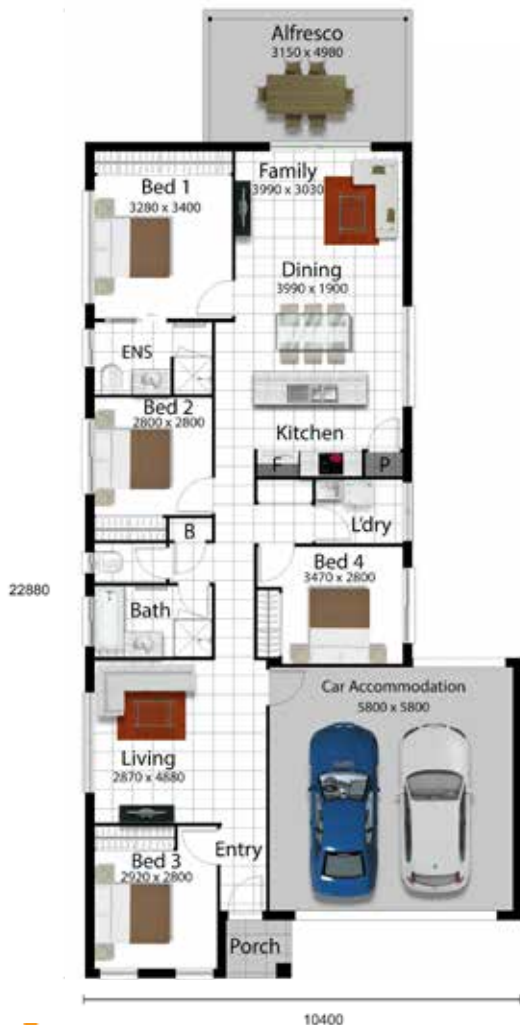 Alfresco
3150 x 4980
Family
3990 x 3030
Bed 1
3280 x 3400
Dining
3990 x 1900
ENS
Bed 2
2800 x 2800
Kitchen
F
P
B
L'dry
Bed 4
3470 x 2800
22880
Bath
Car Accommodation
5800 x 5800
Living
2870 x 4880
Bed 3
2920 x 2800
Entry
Porch
10400